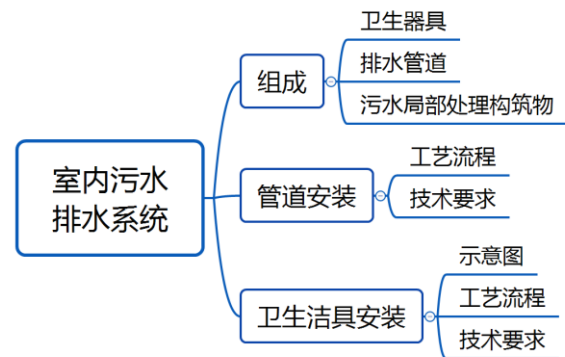 室内污水
排水系统
组成
卫生器具
排水管道
污水局部处理构筑物
管道安装
工艺流程
技术要求
卫生洁具安装
示意图
工艺流程
技术要求